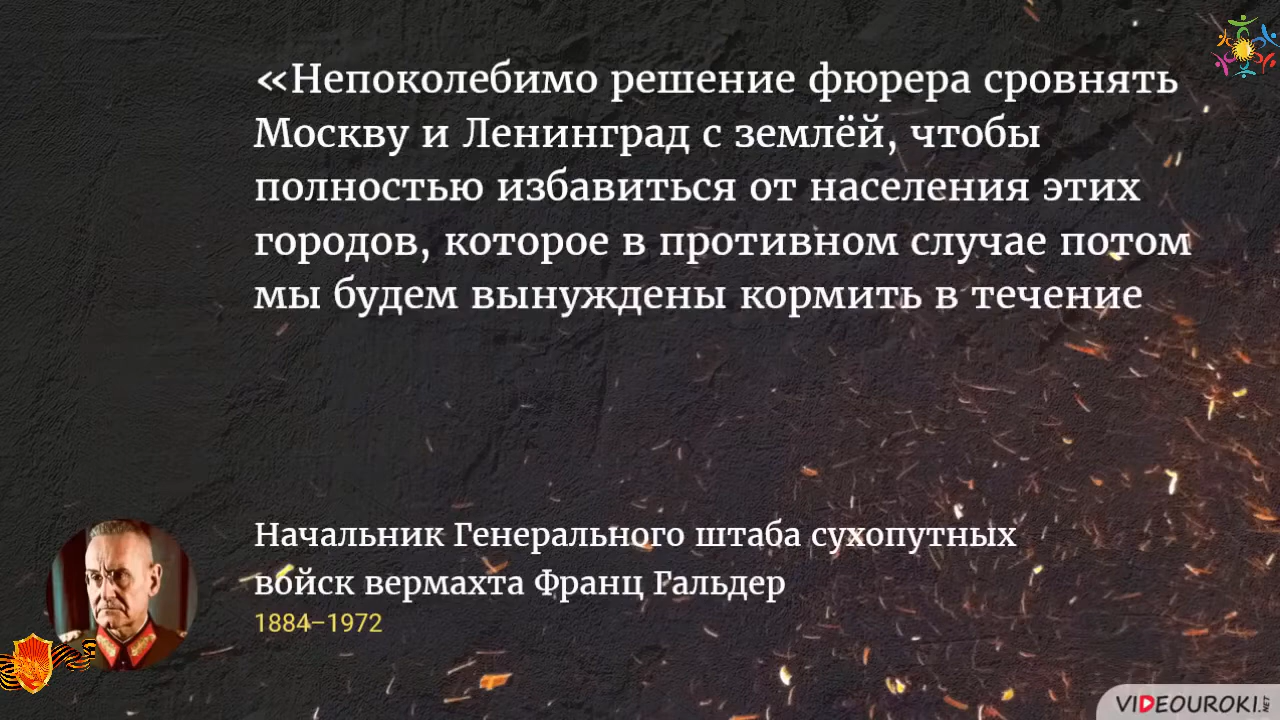 «Непоколебимо решение фюрера сровнять
Москву и Ленинград с землёй, чтобы
полностью избавиться от населения этих
городов, которое в противном случае потом
мы будем вынуждены кормить в течение
Начальник Генерального штаба сухопутных
войск вермахта Франц Гальдер
1884–1972
VIDEOUROKI.NET